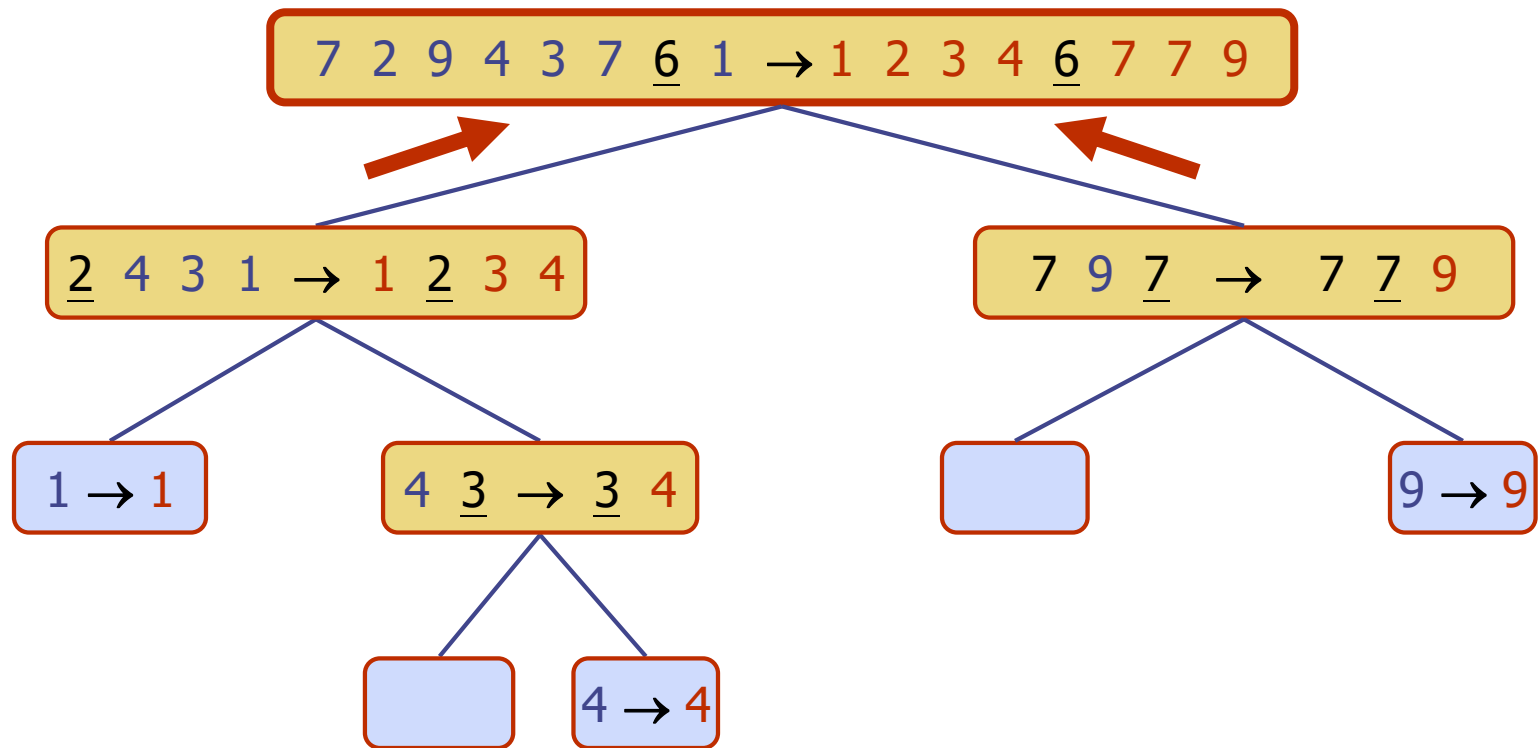 7 2 9 4 3 7 6 1 → 1 2 3 4 6 7 7 9
2 4 3 1 → 1 2 3 4
7 9 7 → 7 7 9
1 → 1
4 3 → 3 4
9 → 9
4 → 4